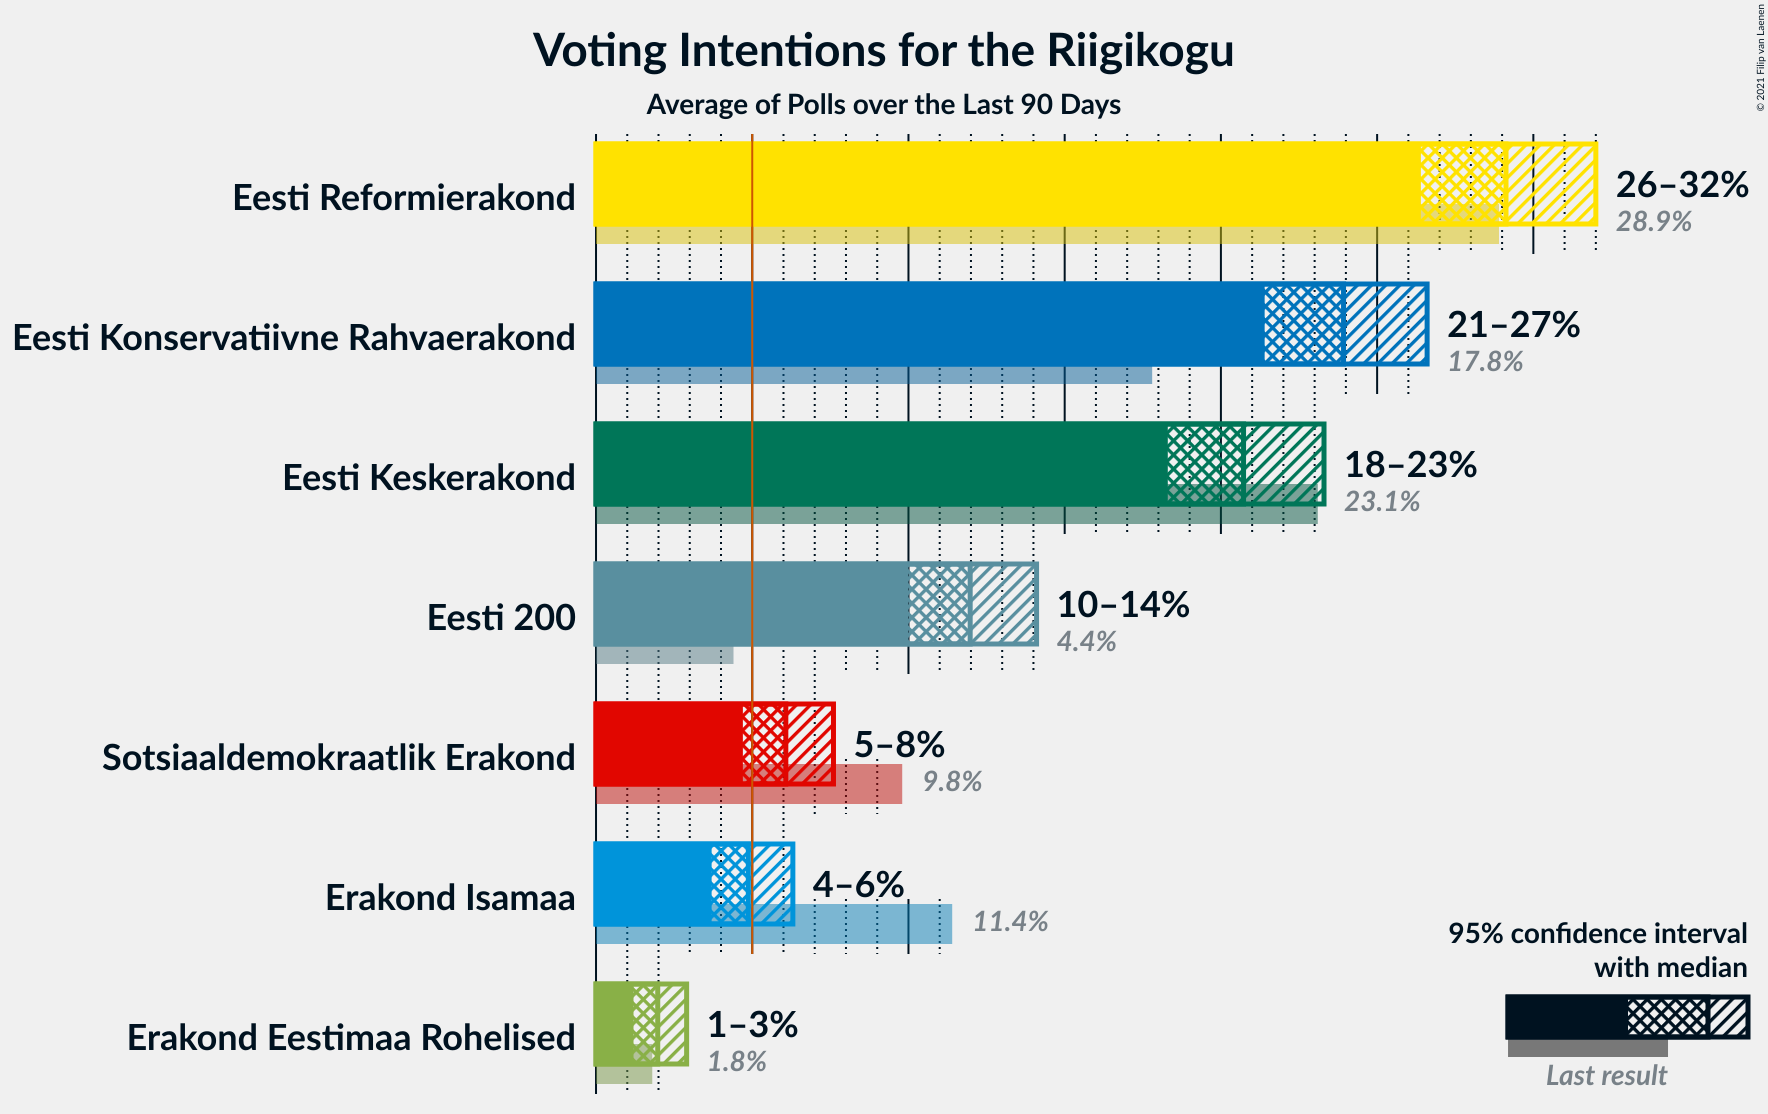 Voting Intentions for the Riigikogu
Average of Polls over the Last 90 Days
© 2021 Filip van Laenen
Eesti Reformierakond
26–32%
28.9%
Eesti Konservatiivne Rahvaerakond
21–27%
17.8%
Eesti Keskerakond
18–23%
23.1%
Eesti 200
10–14%
4.4%
Sotsiaaldemokraatlik Erakond
5–8%
9.8%
Erakond Isamaa
4–6%
11.4%
Erakond Eestimaa Rohelised
1–3%
1.8%
95% confidence interval
with median
Last result